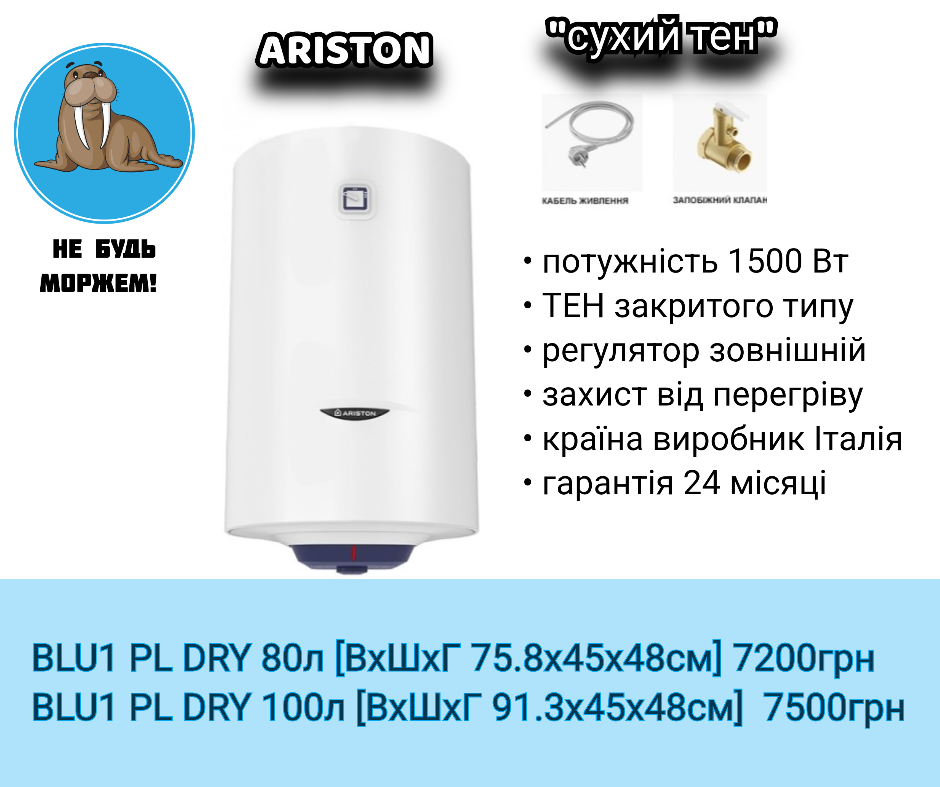 ARISTON
"сухий тен"
НЕ БУДЬ
МОРЖЕМ!
КАБЕЛЬ ЖИВЛЕННЯ
ЗАПОБІЖНИЙ КЛАПАН
ARISTON
• потужність 1500 Вт
• ТЕН закритого типу
• регулятор зовнішній
• захист від перегріву
• країна виробник Італія
• гарантія 24 місяці
BLU1 PL DRY 80л [ВхШхГ 75.8х45х48см] 7200грн
BLU1 PL DRY 100л [ВхШхГ 91.3х45х48см] 7500грн